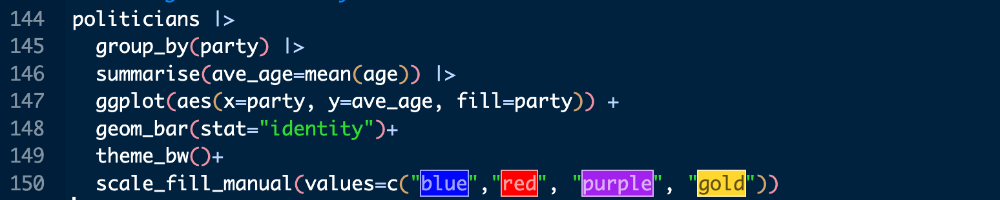 144 politicians |>
145   group_by(party) |>
146   summarise(ave_age=mean(age)) |>
147   ggplot(aes(x=party, y=ave_age, fill=party)) +
148   geom_bar(stat="identity")+
149   theme_bw()+
150   scale_fill_manual(values=c("blue","red", "purple", "gold"))